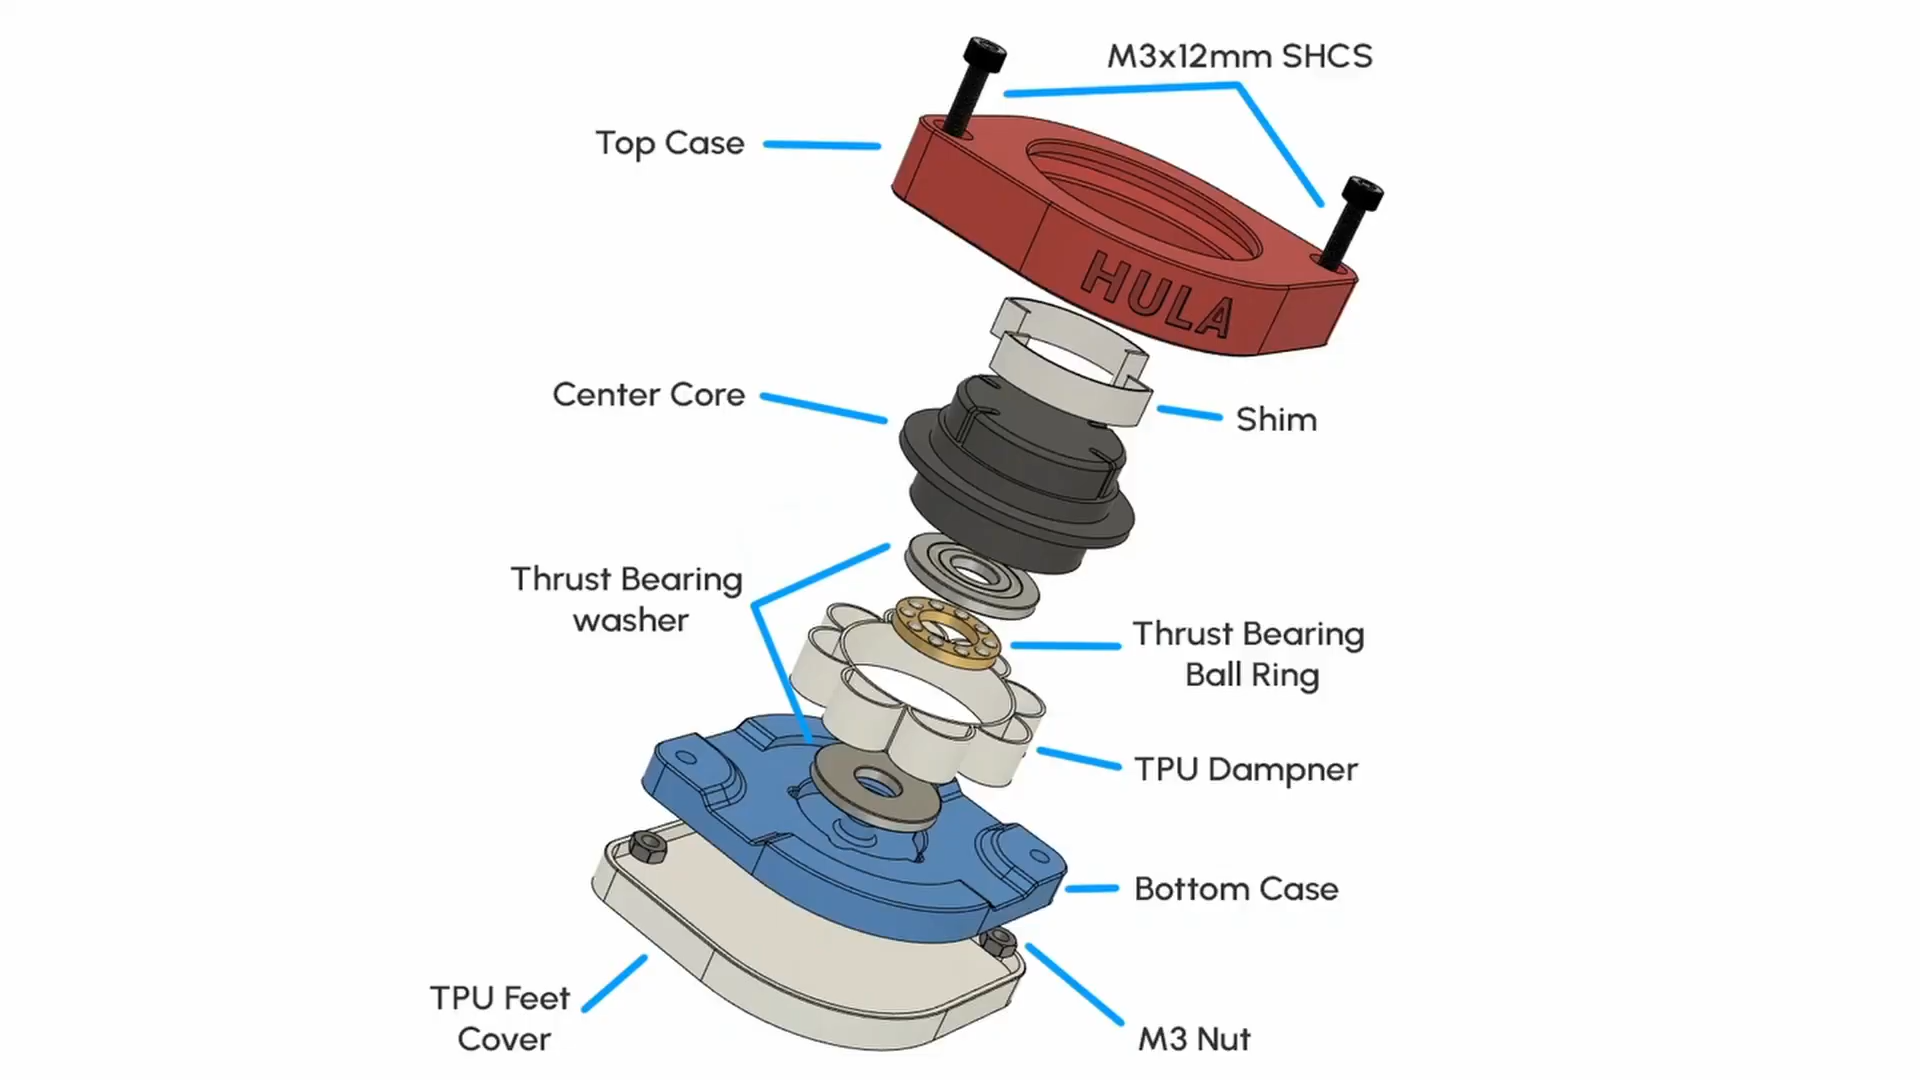 M3x12mm SHCS
Top Case
HULA
Center Core
Shim
Thrust Bearing
washer
Thrust Bearing
Ball Ring
TPU Dampner
Bottom Case
TPU Feet
Cover
M3 Nut